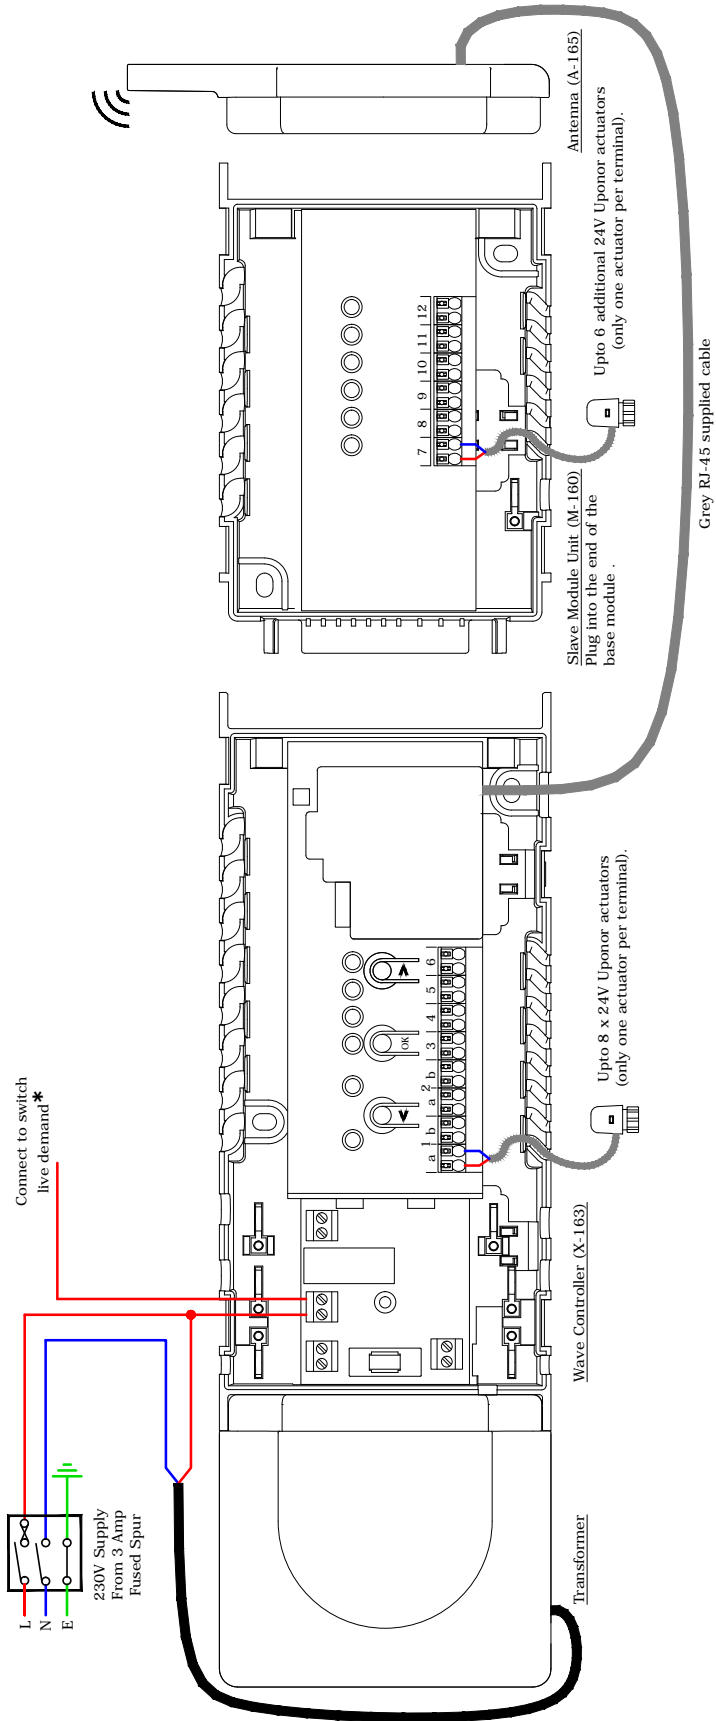 Connect to switch
live demand*
230V Supply
From 3 Amp
Fused Spur
L
N
E
Transformer
Wave Controller (X-163)
Upto 8 x 24V Uponor actuators
(only one actuator per terminal).
1 2 3 4 5 6
a b a b
< OK >
Slave Module Unit (M-160)
Plug into the end of the
base module .
Upto 6 additional 24V Uponor actuators
(only one actuator per terminal).
7 8 9 10 11 12
Antenna (A-165)
Grey RJ-45 supplied cable